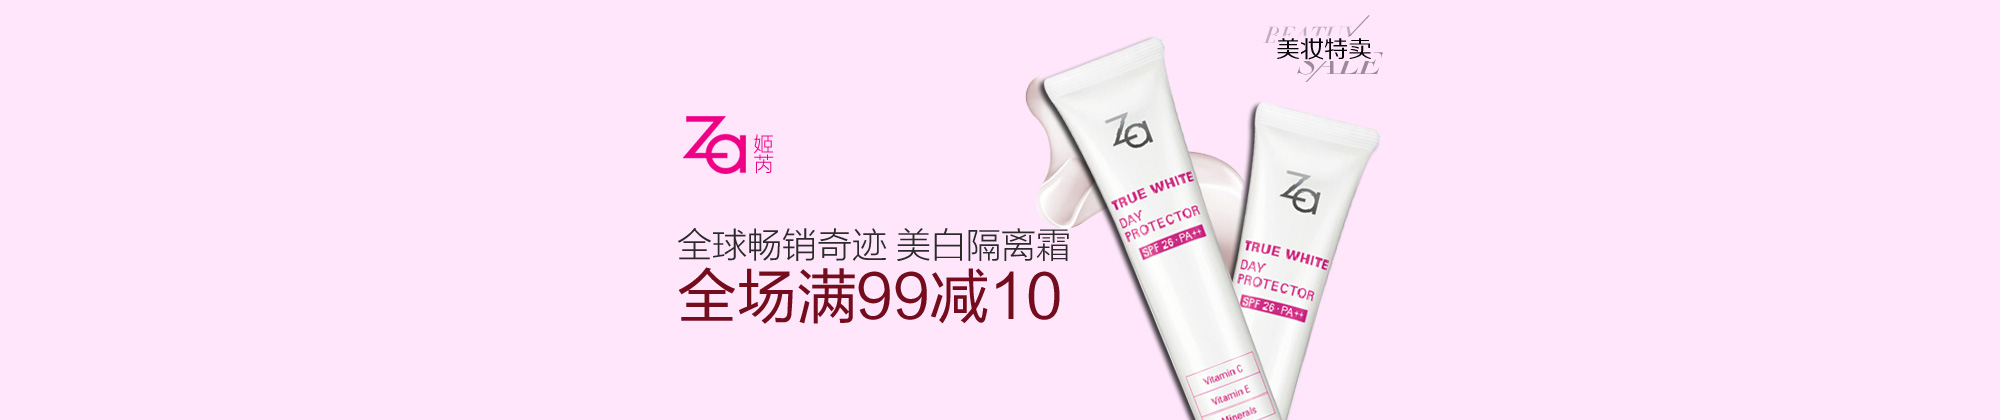 BEATUY
美妆特卖
SALE
Za 姬芮
全球畅销奇迹 美白隔离霜
全场满99减10
Za
TRUE WHITE
DAY
PROTECTOR
SPF 26·PA++
Vitamin C
Vitamin E
Minerals
Za
TRUE WHITE
DAY
PROTECTOR
SPF 26·PA++